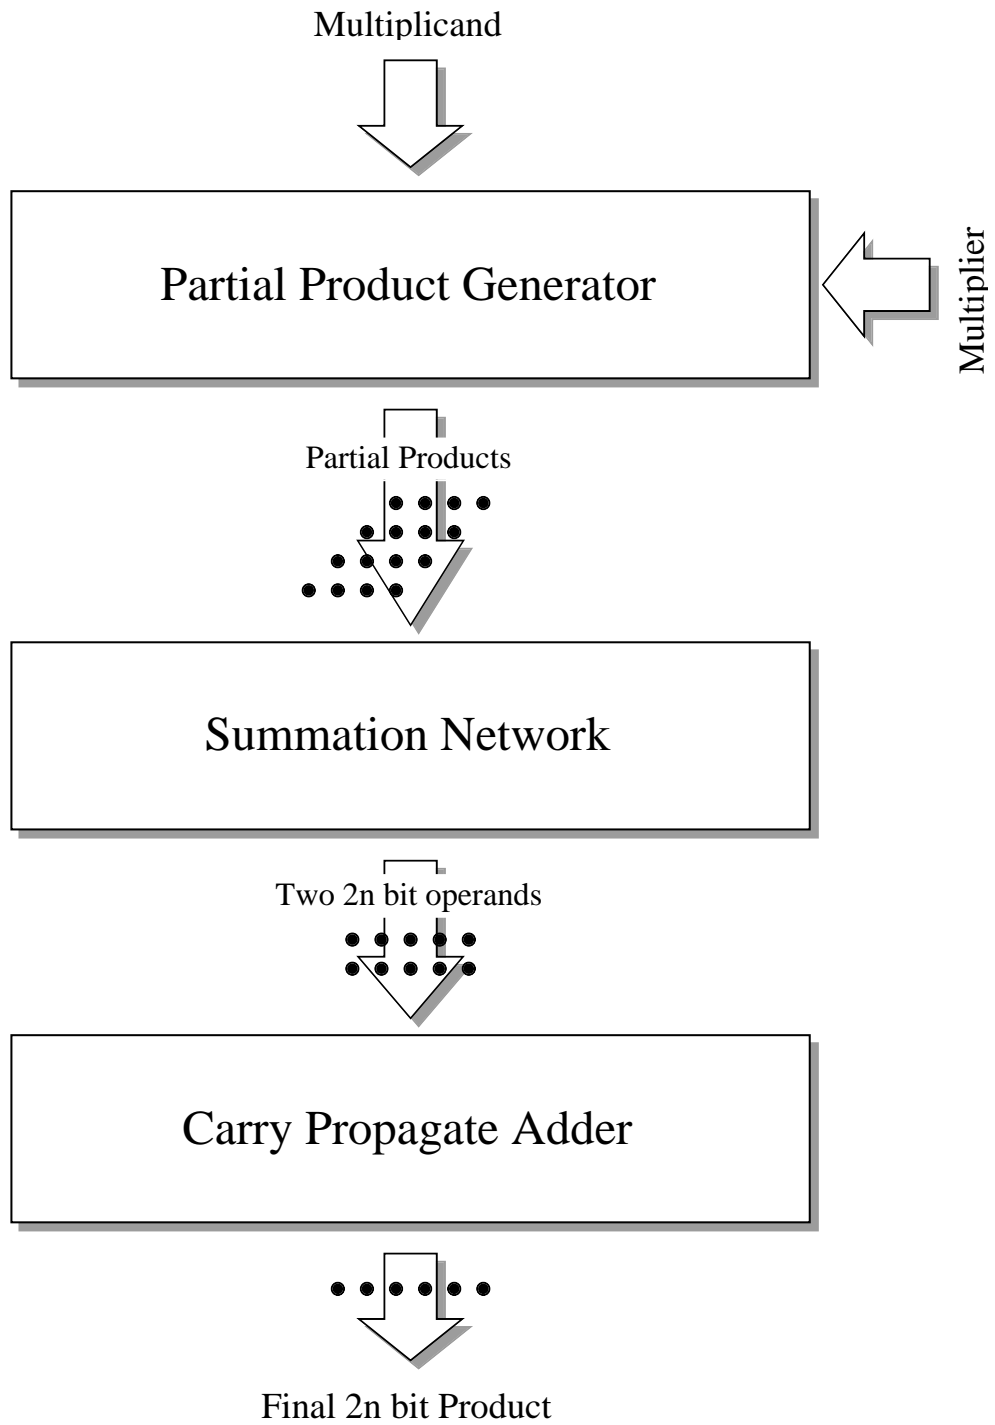 Multiplicand
Partial Product Generator
Multiplier
Partial Products
Summation Network
Two 2n bit operands
Carry Propagate Adder
Final 2n bit Product